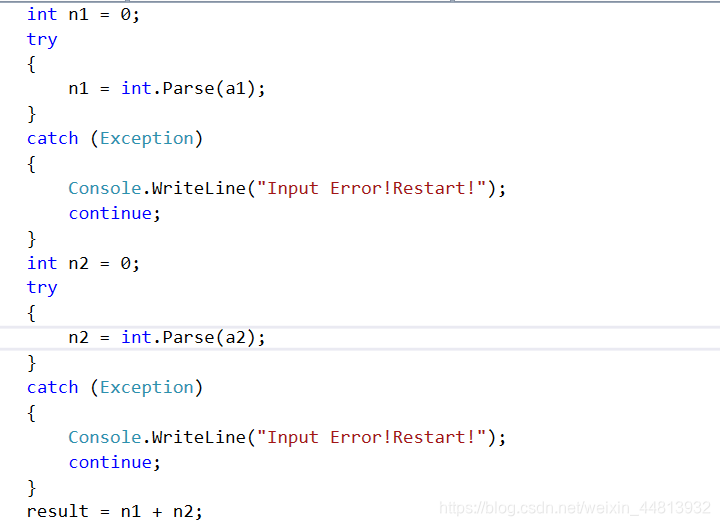 int n1 = 0;
try
{
    n1 = int.Parse(a1);
}
catch (Exception)
{
    Console.WriteLine("Input Error!Restart!");
    continue;
}
int n2 = 0;
try
{
    n2 = int.Parse(a2);
}
catch (Exception)
{
    Console.WriteLine("Input Error!Restart!");
    continue;
}
result = n1 + n2;
https://blog.csdn.net/weixin_44813932